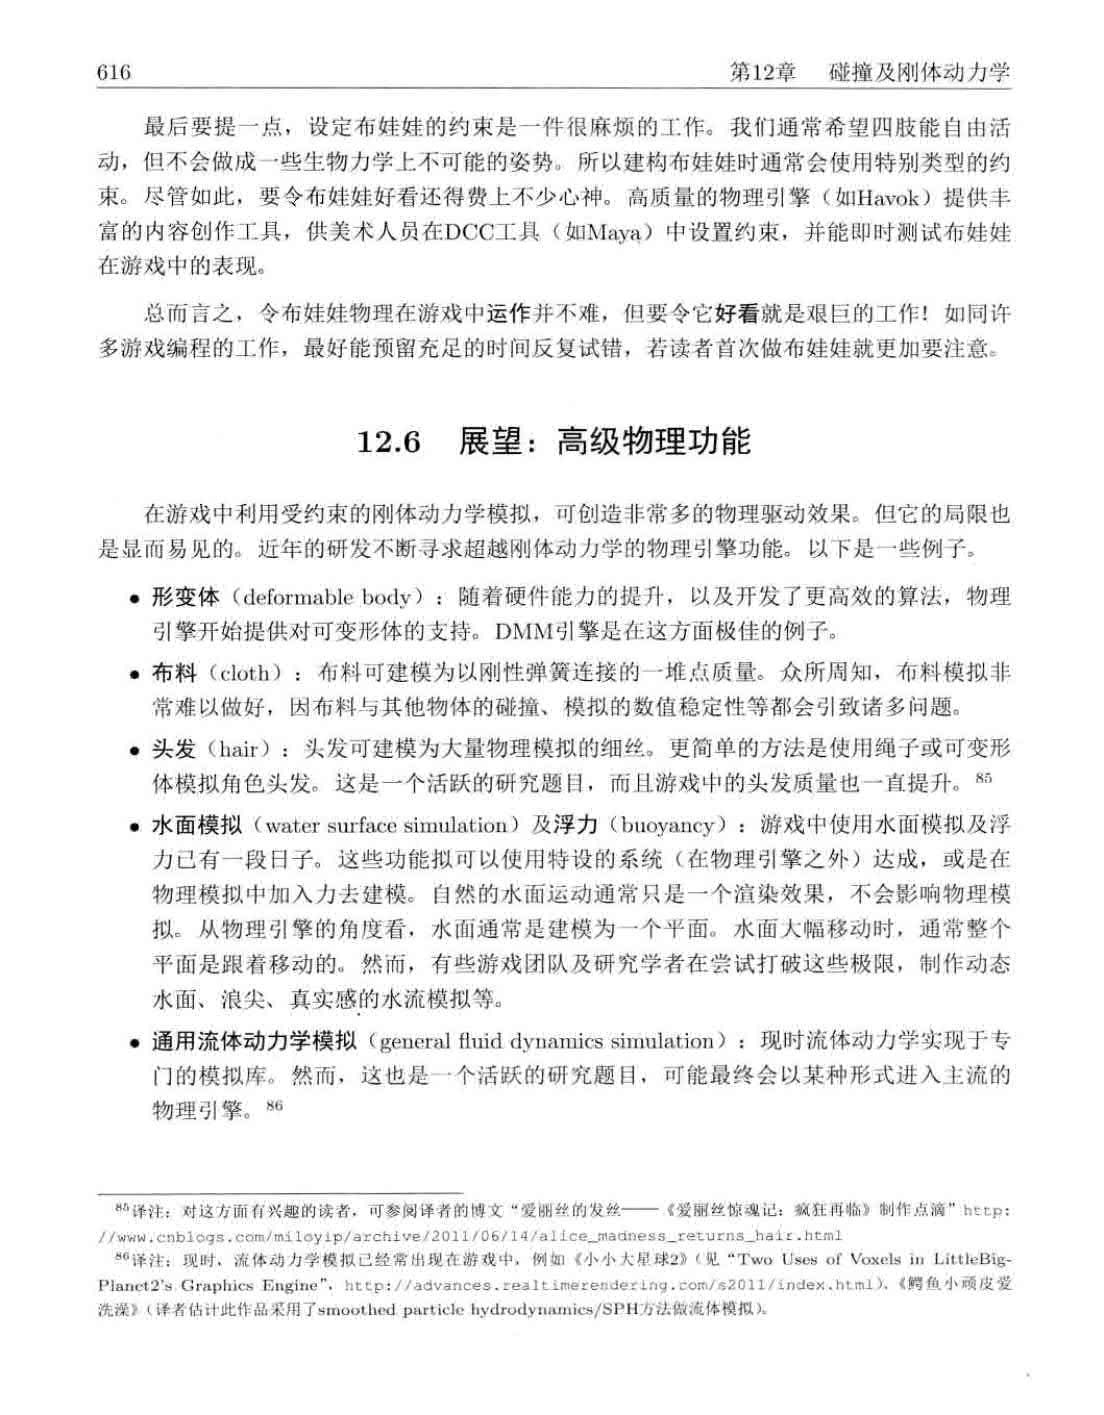 616
第12章 碰撞及刚体动力学
最后要提一点，设定布娃娃的约束是一件很麻烦的工作。我们通常希望四肢能自由活
动，但不会做成一些生物力学上不可能的姿势。所以建构布娃娃时通常会使用特别类型的约
束。尽管如此，要令布娃娃好看还得费上不少心神。高质量的物理引擎（如Havok）提供丰
富的内容创作工具，供美术人员在DCC工具（如Maya）中设置约束，并能即时测试布娃娃
在游戏中的表现。
总而言之，令布娃娃物理在游戏中运作并不难，但要令它好看就是艰巨的工作！如同许
多游戏编程的工作，最好能预留充足的时间反复试错，若读者首次做布娃娃就更加要注意。
12.6 展望：高级物理功能
在游戏中利用受约束的刚体动力学模拟，可创造非常多的物理驱动效果。但它的局限也
是显而易见的。近年的研发不断寻求超越刚体动力学的物理引擎功能。以下是一些例子。
● 形变体（deformable body）：随着硬件能力的提升，以及开发了更高效的算法，物理
引擎开始提供对可变形体的支持。DMM引擎是在这方面极佳的例子。
● 布料（cloth）：布料可建模为以刚性弹簧连接的一堆点质量。众所周知，布料模拟非
常难以做好，因布料与其他物体的碰撞、模拟的数值稳定性等都会引致诸多问题。
● 头发（hair）：头发可建模为大量物理模拟的细丝。更简单的方法是使用绳子或可变形
体模拟角色头发。这是一个活跃的研究题目，而且游戏中的头发质量也一直提升。85
● 水面模拟（water surface simulation）及浮力（buoyancy）：游戏中使用水面模拟及浮
力已有一段日子。这些功能拟可以使用特设的系统（在物理引擎之外）达成，或是在
物理模拟中加入力去建模。自然的水面运动通常只是一个渲染效果，不会影响物理模
拟。从物理引擎的角度看，水面通常是建模为一个平面。水面大幅移动时，通常整个
平面是跟着移动的。然而，有些游戏团队及研究学者在尝试打破这些极限，制作动态
水面、浪尖、真实感的水流模拟等。
● 通用流体动力学模拟（general fluid dynamics simulation）：现时流体动力学实现于专
门的模拟库。然而，这也是一个活跃的研究题目，可能最终会以某种形式进入主流的
物理引擎。86
85译注：对这方面有兴趣的读者，可参阅译者的博文“爱丽丝的发丝——《爱丽丝惊魂记：疯狂再临》制作点滴”http:
//www.cnblogs.com/miloyip/archive/2011/06/14/alice_madness_returns_hair.html
86译注：现时，流体动力学模拟已经常出现在游戏中，例如《小小大星球2》（见“Two Uses of Voxels in LittleBig-
Planet2's Graphics Engine”，http://advances.realtimerendering.com/s2011/index.html）、《鳄鱼小顽皮爱
洗澡》（译者估计此作品采用了smoothed particle hydrodynamics/SPH方法做流体模拟）。